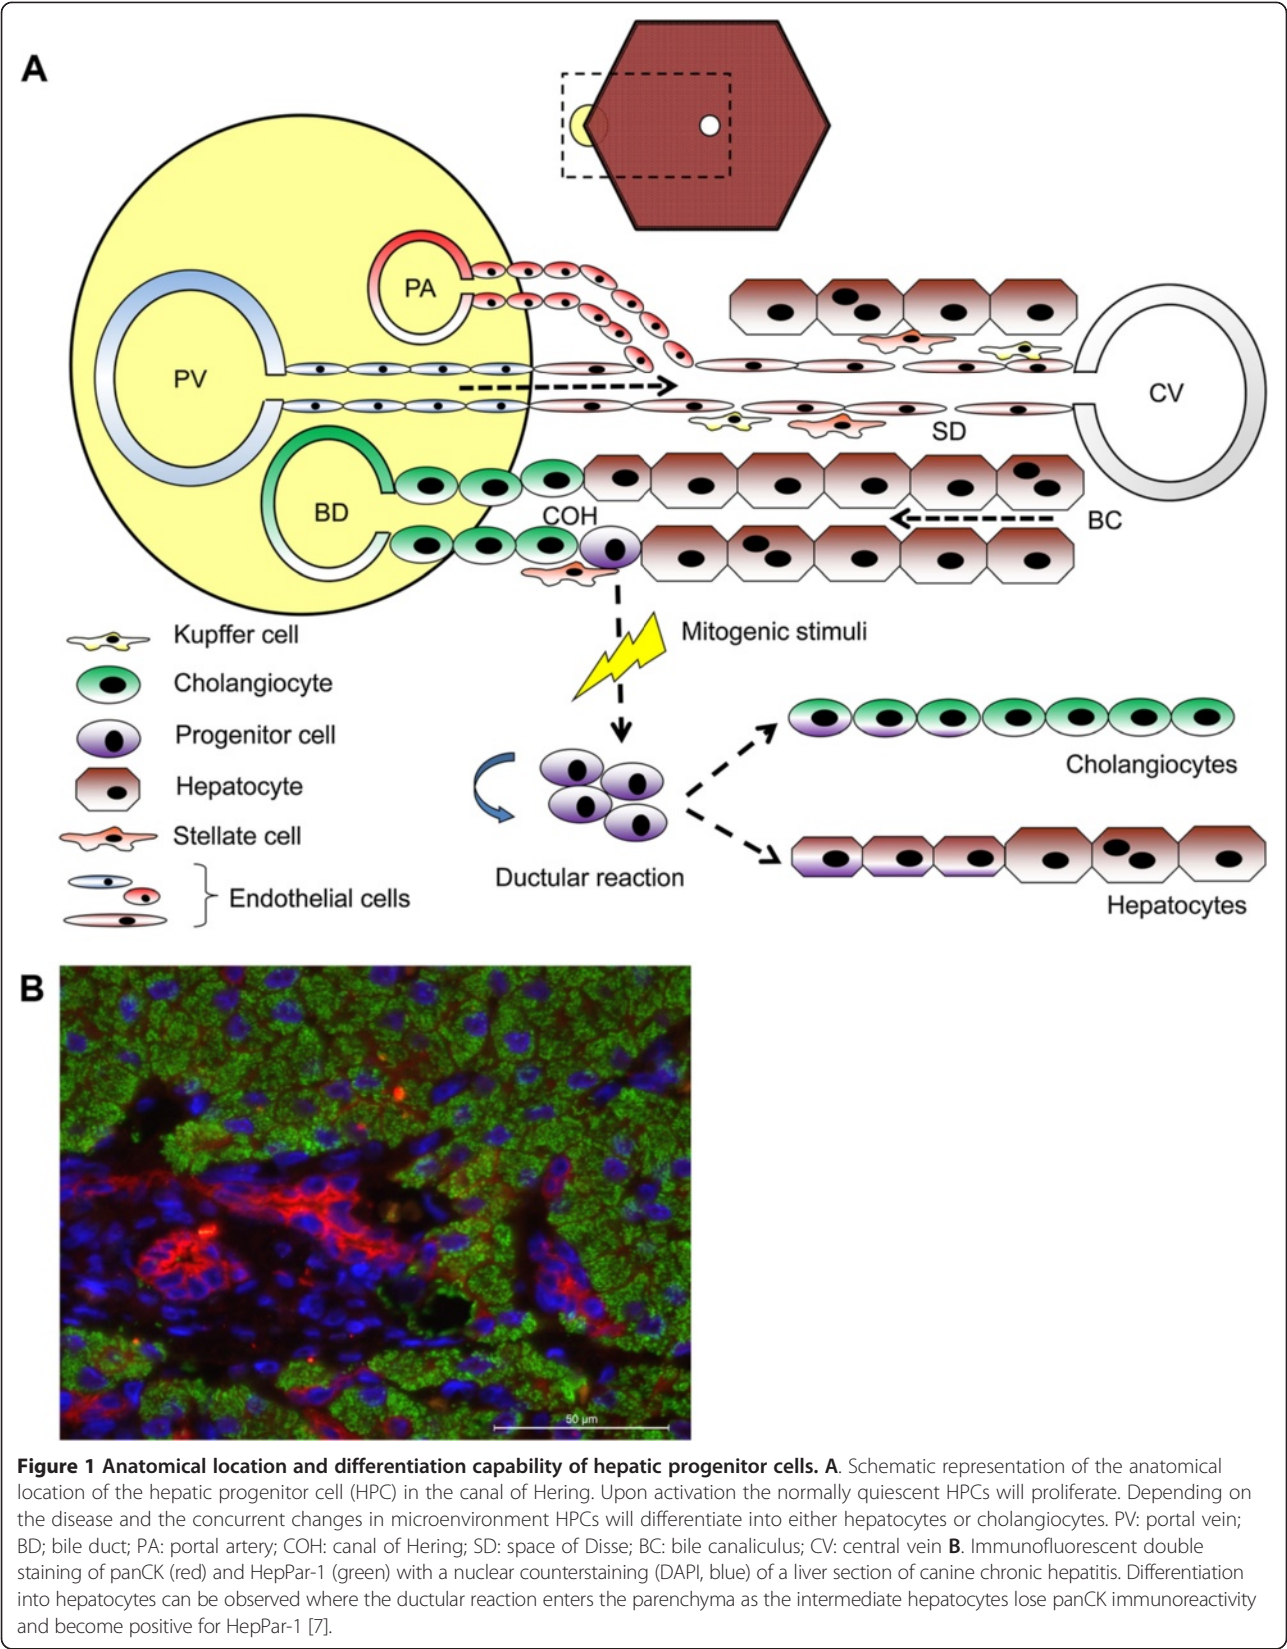 A
PA
PV
CV
SD
BD
COH
BC
Kupffer cell
Mitogenic stimuli
Cholangiocyte
Progenitor cell
Cholangiocytes
Hepatocyte
Stellate cell
Ductular reaction
Endothelial cells
Hepatocytes
B
50 µm
Figure 1 Anatomical location and differentiation capability of hepatic progenitor cells. A. Schematic representation of the anatomical
location of the hepatic progenitor cell (HPC) in the canal of Hering. Upon activation the normally quiescent HPCs will proliferate. Depending on
the disease and the concurrent changes in microenvironment HPCs will differentiate into either hepatocytes or cholangiocytes. PV: portal vein;
BD; bile duct; PA: portal artery; COH: canal of Hering; SD: space of Disse; BC: bile canaliculus; CV: central vein B. Immunofluorescent double
staining of panCK (red) and HepPar-1 (green) with a nuclear counterstaining (DAPI, blue) of a liver section of canine chronic hepatitis. Differentiation
into hepatocytes can be observed where the ductular reaction enters the parenchyma as the intermediate hepatocytes lose panCK immunoreactivity
and become positive for HepPar-1 [7].